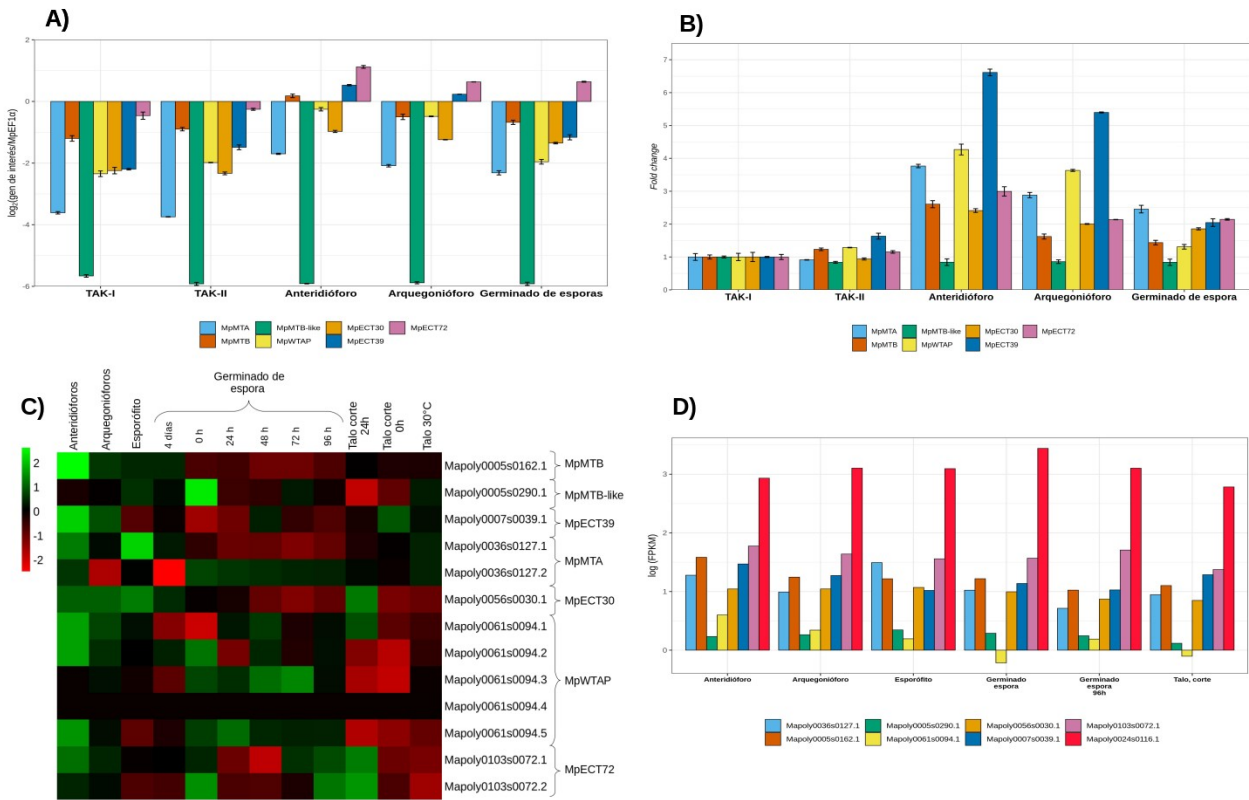 A)
2
0
-2
-4
-6
log2(gen de interés/MpEF1α)
TAK-I TAK-II Anteridióforo Arquegonióforo Germinado de esporas
MpMTA MpMTB-like MpECT30 MpECT72
MpMTB MpWTAP MpECT39
B)
7
6
5
4
3
2
1
0
Fold change
TAK-I TAK-II Anteridióforo Arquegonióforo Germinado de espora
MpMTA MpMTB-like MpECT30 MpECT72
MpMTB MpWTAP MpECT39
C)
Germinado de
espora
Anteridióforos
Arquegonióforos
Esporófito
4 días
0 h
24 h
48 h
72 h
96 h
Talo corte
24h
Talo corte
0h
Talo 30°C
2
1
0
-1
-2
Mapoly0005s0162.1 MpMTB
Mapoly0005s0290.1 MpMTB-like
Mapoly0007s0039.1 MpECT39
Mapoly0036s0127.1
MpMTA
Mapoly0036s0127.2
Mapoly0056s0030.1 MpECT30
Mapoly0061s0094.1
Mapoly0061s0094.2
Mapoly0061s0094.3 MpWTAP
Mapoly0061s0094.4
Mapoly0061s0094.5
Mapoly0103s0072.1
MpECT72
Mapoly0103s0072.2
D)
3
2
1
0
log (FPKM)
Anteridióforo Arquegonióforo Esporófito Germinado
espora Germinado
espora
96h Talo, corte
Mapoly0036s0127.1 Mapoly0005s0290.1 Mapoly0056s0030.1 Mapoly0103s0072.1
Mapoly0005s0162.1 Mapoly0061s0094.1 Mapoly0007s0039.1 Mapoly0024s0116.1